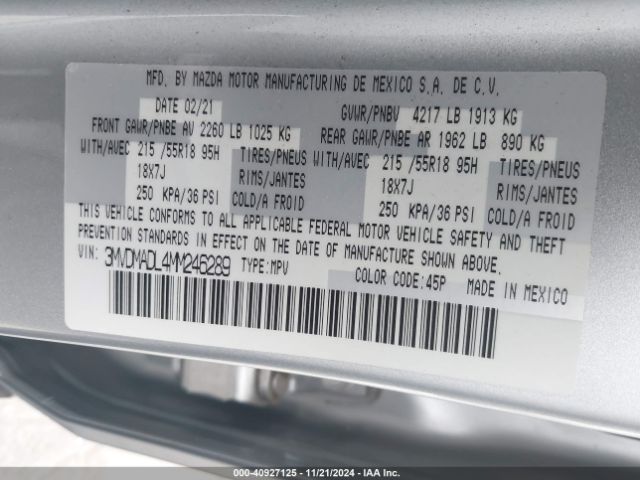 MFD. BY MAZDA MOTOR MANUFACTURING DE MEXICO S.A. DE C.V.
DATE 02/21 GVWR/PNBV 4217 LB 1913 KG
FRONT GAWR/PNBE AV 2260 LB 1025 KG REAR GAWR/PNBE AR 1962 LB 890 KG
WITH/AVEC 215 /55R18 95H TIRES/PNEUS WITH/AVEC 215 /55R18 95H TIRES/PNEUS
18X7J RIMS/JANTES 18X7J RIMS/JANTES
250 KPA/36 PSI COLD/A FROID 250 KPA/36 PSI COLD/A FROID
THIS VEHICLE CONFORMS TO ALL APPLICABLE FEDERAL MOTOR VEHICLE SAFETY AND THEFT
PREVENTION STANDARDS IN EFFECT ON THE DATE OF MANUFACTURE SHOWN ABOVE.
VIN: 3MVDMADL4MM246289 TYPE:MPV COLOR CODE:45P MADE IN MEXICO
000-40927125 - 11/21/2024 - IAA Inc.